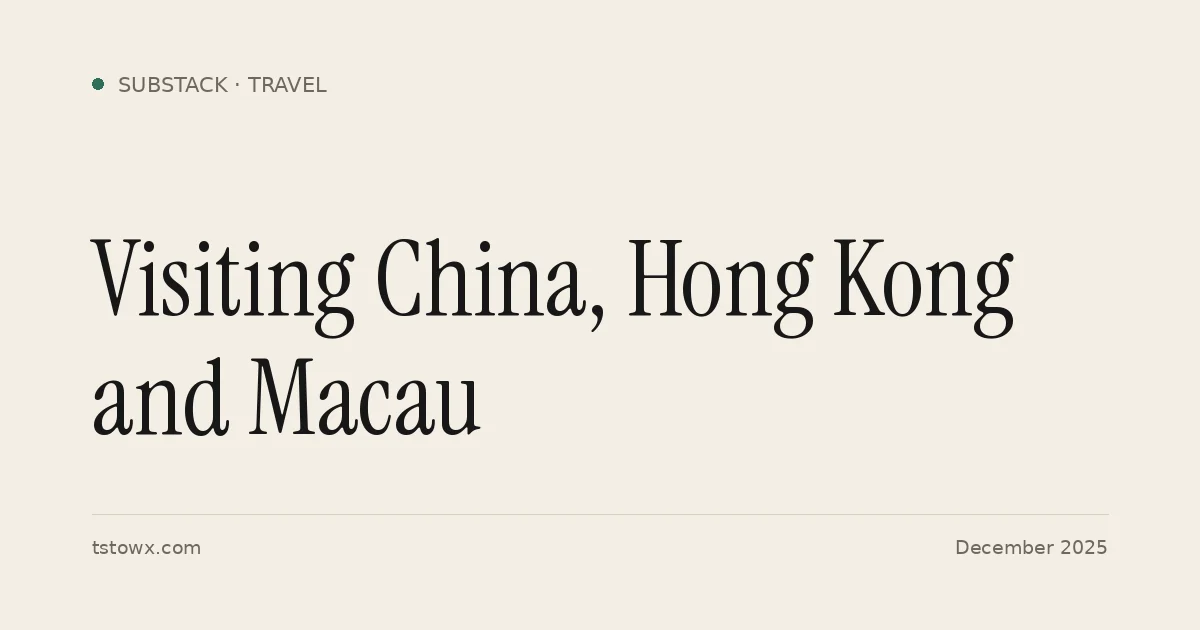 SUBSTACK · TRAVEL
Visiting China, Hong Kong
and Macau
tstowx.com
December 2025